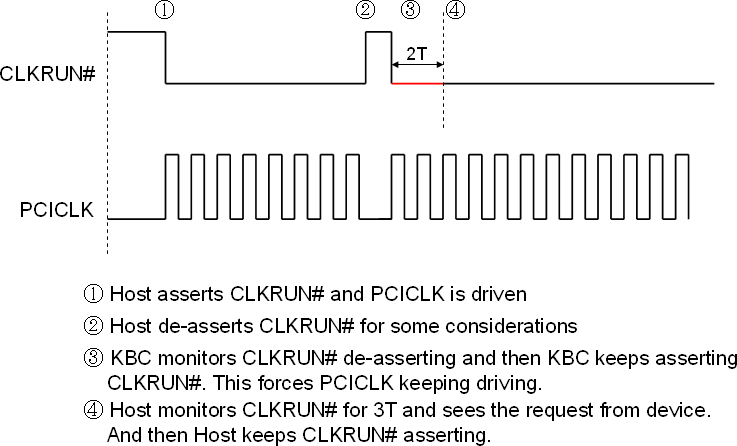 ① ② ③ ④
2T
CLKRUN#
PCICLK
① Host asserts CLKRUN# and PCICLK is driven
② Host de-asserts CLKRUN# for some considerations
③ KBC monitors CLKRUN# de-asserting and then KBC keeps asserting
CLKRUN#. This forces PCICLK keeping driving.
④ Host monitors CLKRUN# for 3T and sees the request from device.
And then Host keeps CLKRUN# asserting.